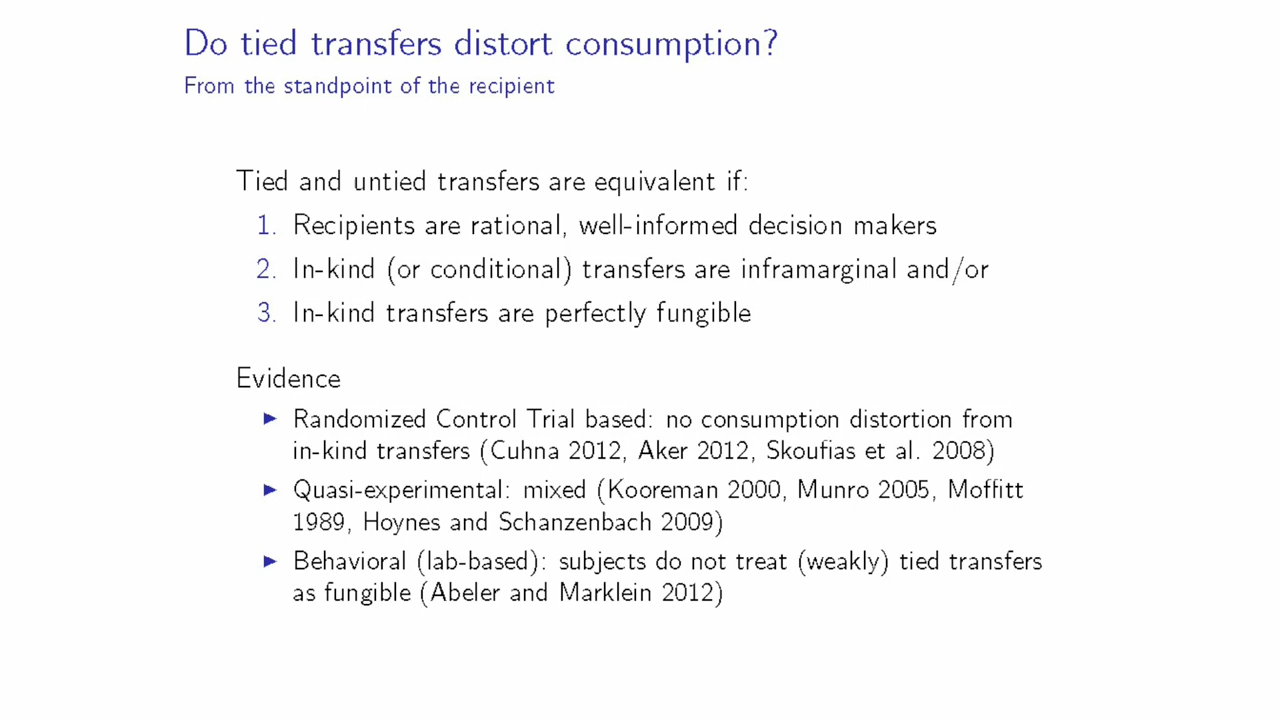 Do tied transfers distort consumption?
From the standpoint of the recipient
Tied and untied transfers are equivalent if:
1. Recipients are rational, well-informed decision makers
2. In-kind (or conditional) transfers are inframarginal and/or
3. In-kind transfers are perfectly fungible
Evidence
▶ Randomized Control Trial based: no consumption distortion from
in-kind transfers (Cuhna 2012, Aker 2012, Skoufias et al. 2008)
▶ Quasi-experimental: mixed (Kooreman 2000, Munro 2005, Moffitt
1989, Hoynes and Schanzenbach 2009)
▶ Behavioral (lab-based): subjects do not treat (weakly) tied transfers
as fungible (Abeler and Marklein 2012)